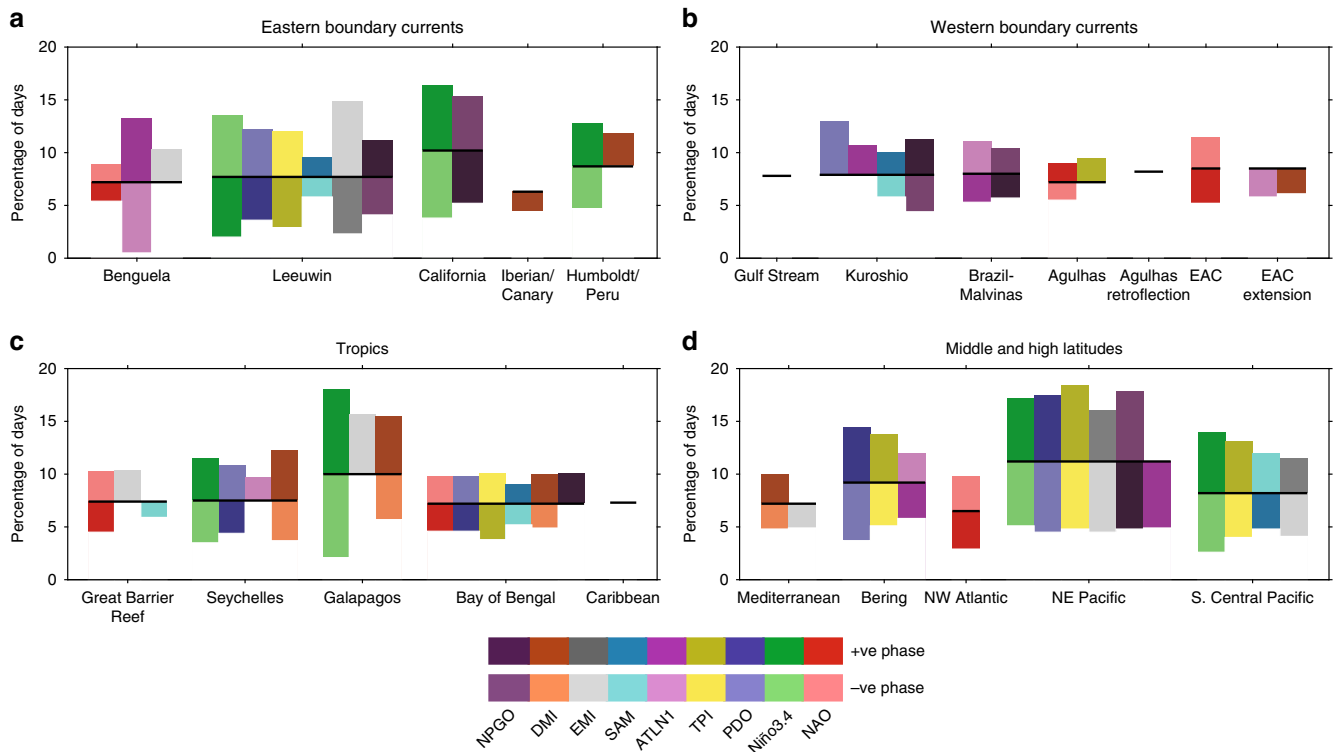 a
Eastern boundary currents
Percentage of days
20
15
10
5
0
Benguela
Leeuwin
California
Iberian/
Canary
Humboldt/
Peru
b
Western boundary currents
Percentage of days
20
15
10
5
0
Gulf Stream
Kuroshio
Brazil-
Malvinas
Agulhas
Agulhas
retroflection
EAC
EAC
extension
c
Tropics
Percentage of days
20
15
10
5
0
Great Barrier
Reef
Seychelles
Galapagos
Bay of Bengal
Caribbean
d
Middle and high latitudes
Percentage of days
20
15
10
5
0
Mediterranean
Bering
NW Atlantic
NE Pacific
S. Central Pacific
+ve phase
–ve phase
NPGO
DMI
EMI
SAM
ATLN1
TPI
PDO
Niño3.4
NAO